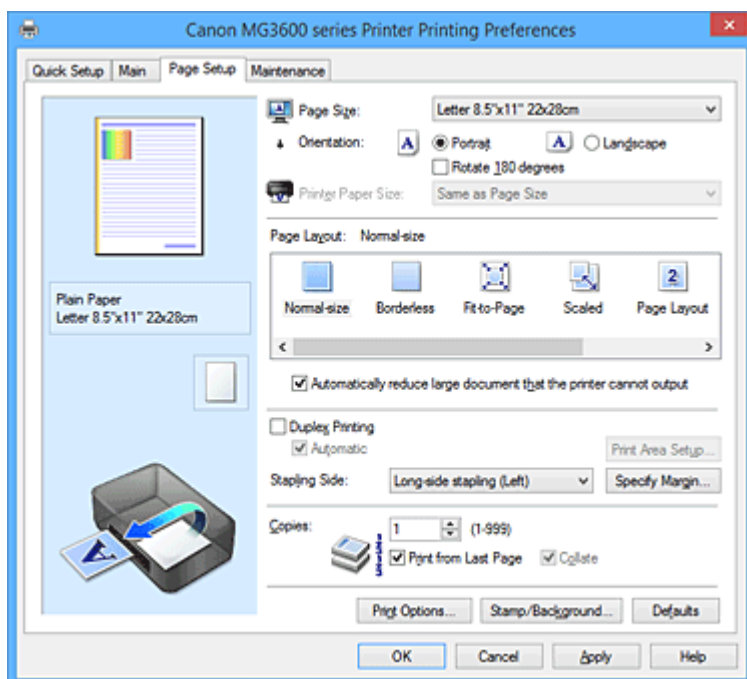 Canon MG3600 series Printer Printing Preferences
Quick Setup Main Page Setup Maintenance
Page Size: Letter 8.5"x11" 22x28cm
Orientation: A Portrait A Landscape
Rotate 180 degrees
Printer Paper Size: Same as Page Size
Page Layout: Normal-size
Normal-size Borderless Fit-to-Page Scaled 2 Page Layout
Plain Paper
Letter 8.5"x11" 22x28cm
Automatically reduce large document that the printer cannot output
Duplex Printing
Automatic Print Area Setup...
Stapling Side: Long-side stapling (Left) Specify Margin...
Copies: 1 (1-999)
Print from Last Page Collate
A
Print Options... Stamp/Background... Defaults
OK Cancel Apply Help